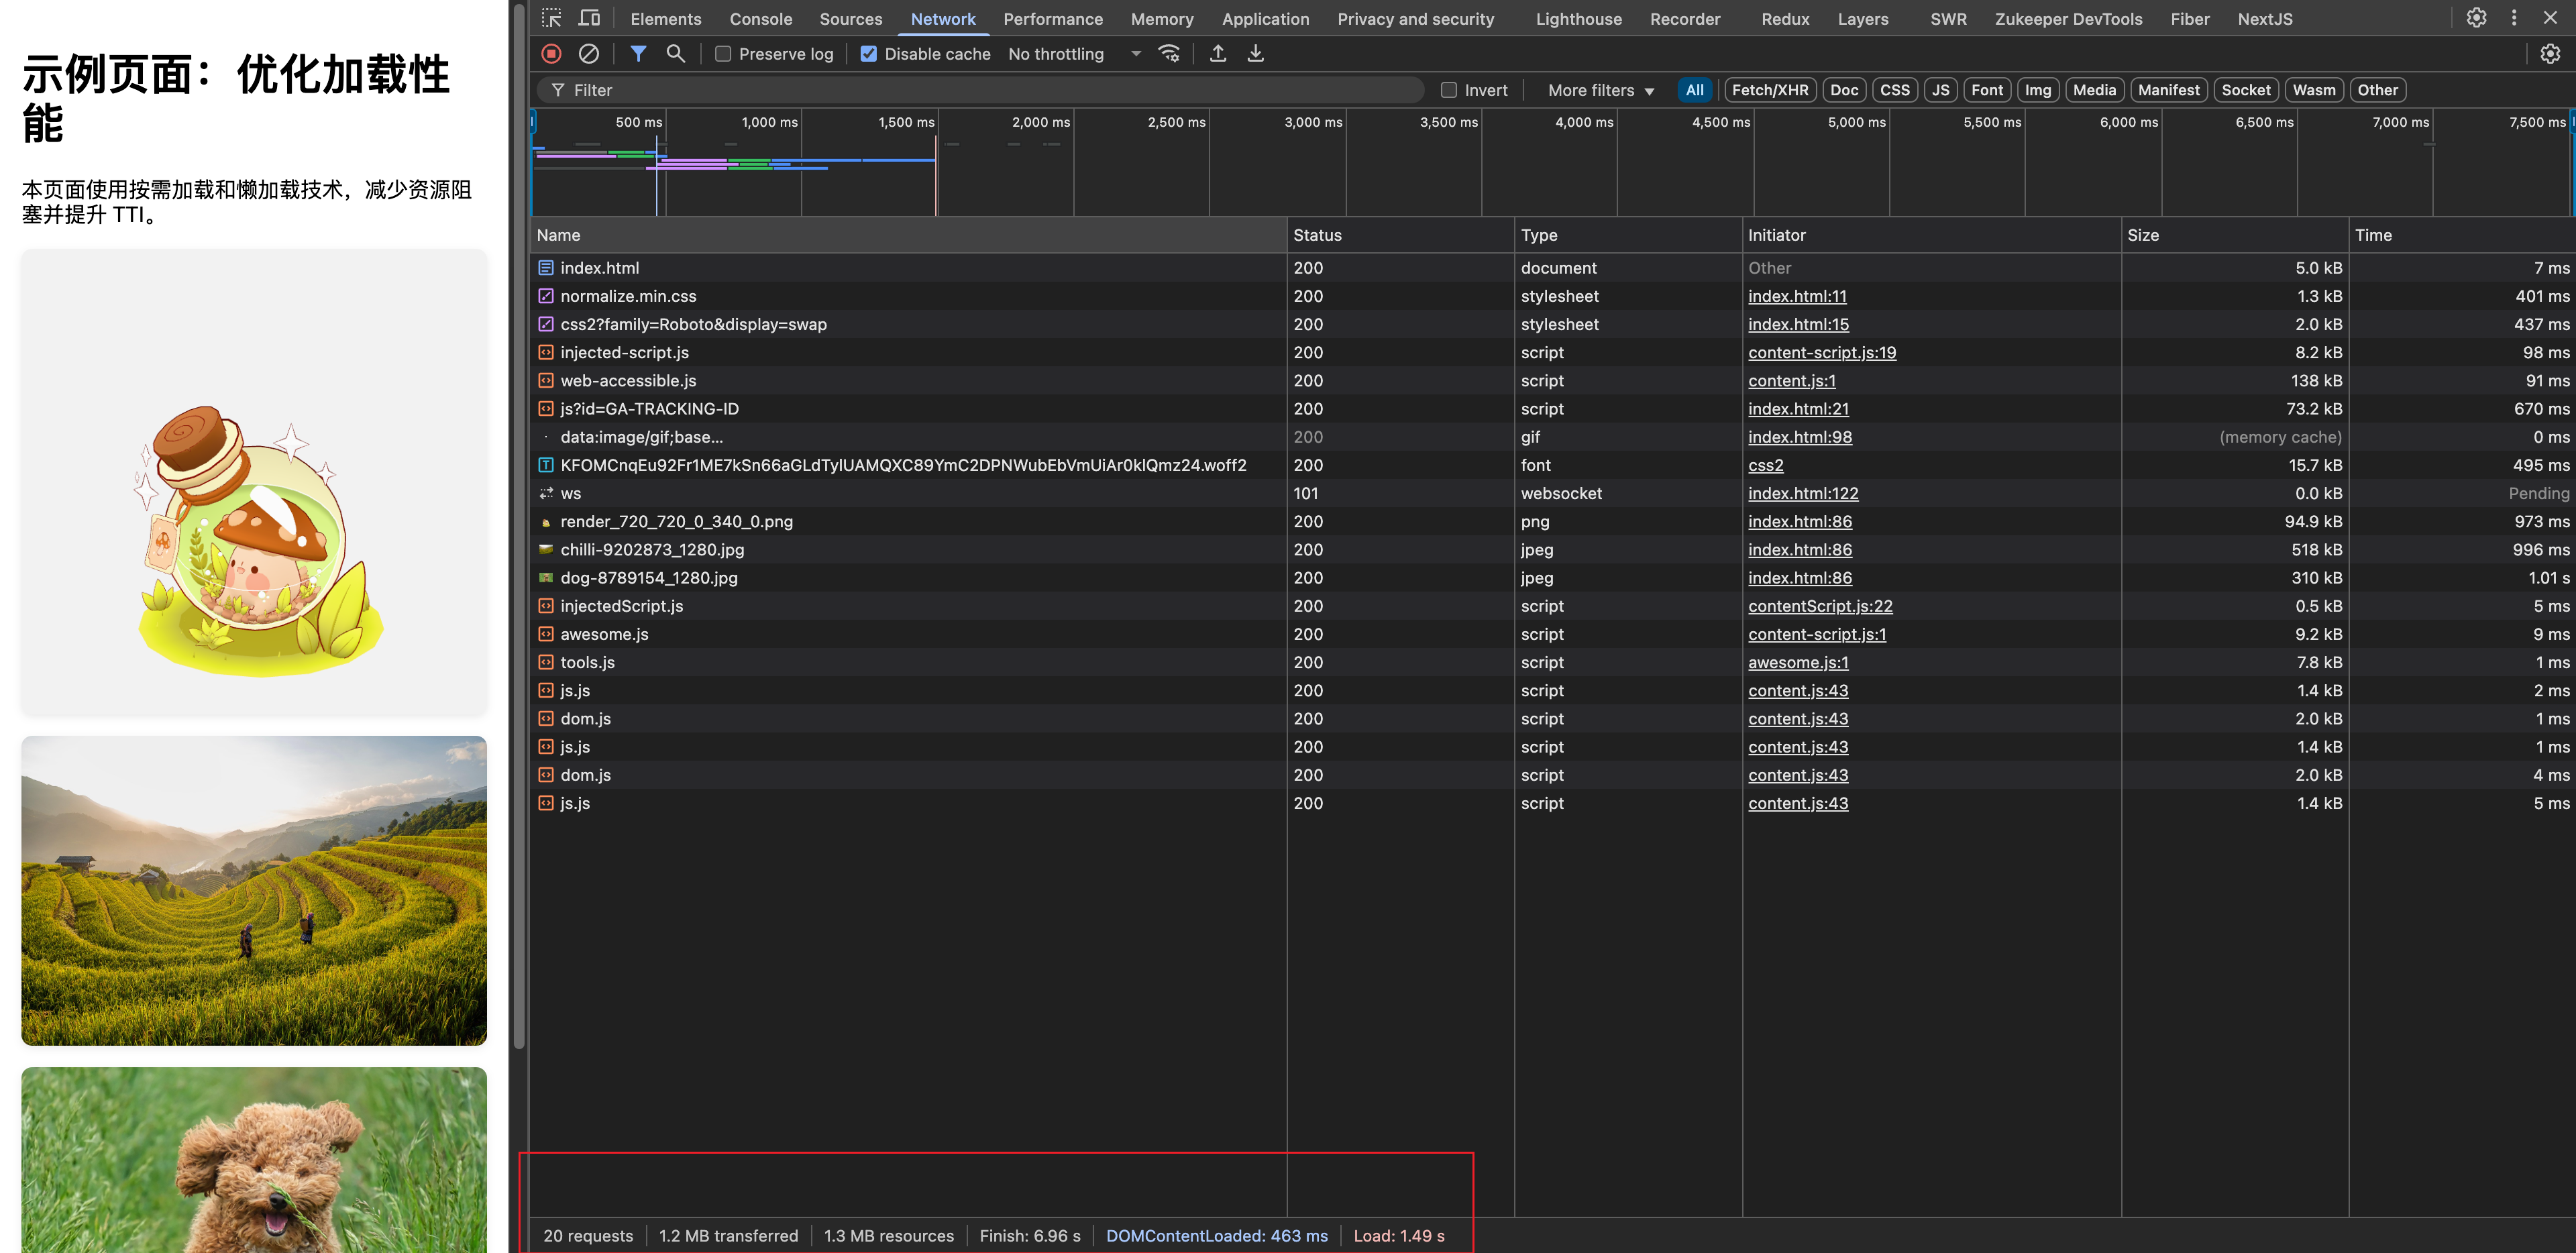 示例页面：优化加载性
能
本页面使用按需加载和懒加载技术，减少资源阻
塞并提升 TTI。
Elements Console Sources Network Performance Memory Application Privacy and security Lighthouse Recorder Redux Layers SWR Zukeeper DevTools Fiber NextJS
Preserve log Disable cache No throttling
Filter Invert More filters All Fetch/XHR Doc CSS JS Font Img Media Manifest Socket Wasm Other
500 ms 1,000 ms 1,500 ms 2,000 ms 2,500 ms 3,000 ms 3,500 ms 4,000 ms 4,500 ms 5,000 ms 5,500 ms 6,000 ms 6,500 ms 7,000 ms 7,500 ms
Name Status Type Initiator Size Time
index.html 200 document Other 5.0 kB 7 ms
normalize.min.css 200 stylesheet index.html:11 1.3 kB 401 ms
css2?family=Roboto&display=swap 200 stylesheet index.html:15 2.0 kB 437 ms
injected-script.js 200 script content-script.js:19 8.2 kB 98 ms
web-accessible.js 200 script content.js:1 138 kB 91 ms
js?id=GA-TRACKING-ID 200 script index.html:21 73.2 kB 670 ms
data:image/gif;base... 200 gif index.html:98 (memory cache) 0 ms
KFOMCnqEu92Fr1ME7kSn66aGLdTylUAMQXC89YmC2DPNWubEbVmUiAr0klQmz24.woff2 200 font css2 15.7 kB 495 ms
ws 101 websocket index.html:122 0.0 kB Pending
render_720_720_0_340_0.png 200 png index.html:86 94.9 kB 973 ms
chilli-9202873_1280.jpg 200 jpeg index.html:86 518 kB 996 ms
dog-8789154_1280.jpg 200 jpeg index.html:86 310 kB 1.01 s
injectedScript.js 200 script contentScript.js:22 0.5 kB 5 ms
awesome.js 200 script content-script.js:1 9.2 kB 9 ms
tools.js 200 script awesome.js:1 7.8 kB 1 ms
js.js 200 script content.js:43 1.4 kB 2 ms
dom.js 200 script content.js:43 2.0 kB 1 ms
js.js 200 script content.js:43 1.4 kB 1 ms
dom.js 200 script content.js:43 2.0 kB 4 ms
js.js 200 script content.js:43 1.4 kB 5 ms
20 requests 1.2 MB transferred 1.3 MB resources Finish: 6.96 s DOMContentLoaded: 463 ms Load: 1.49 s